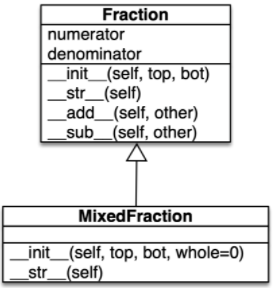 Fraction
numerator
denominator
__init__(self, top, bot)
__str__(self)
__add__(self, other)
__sub__(self, other)
MixedFraction
__init__(self, top, bot, whole=0)
__str__(self)